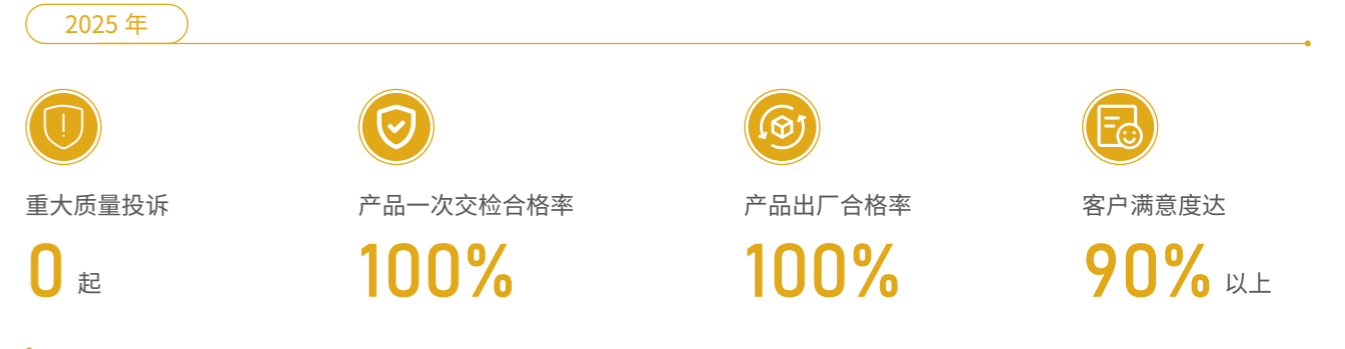 2025 年
重大质量投诉
0 起
产品一次交检合格率
100%
产品出厂合格率
100%
客户满意度达
90% 以上